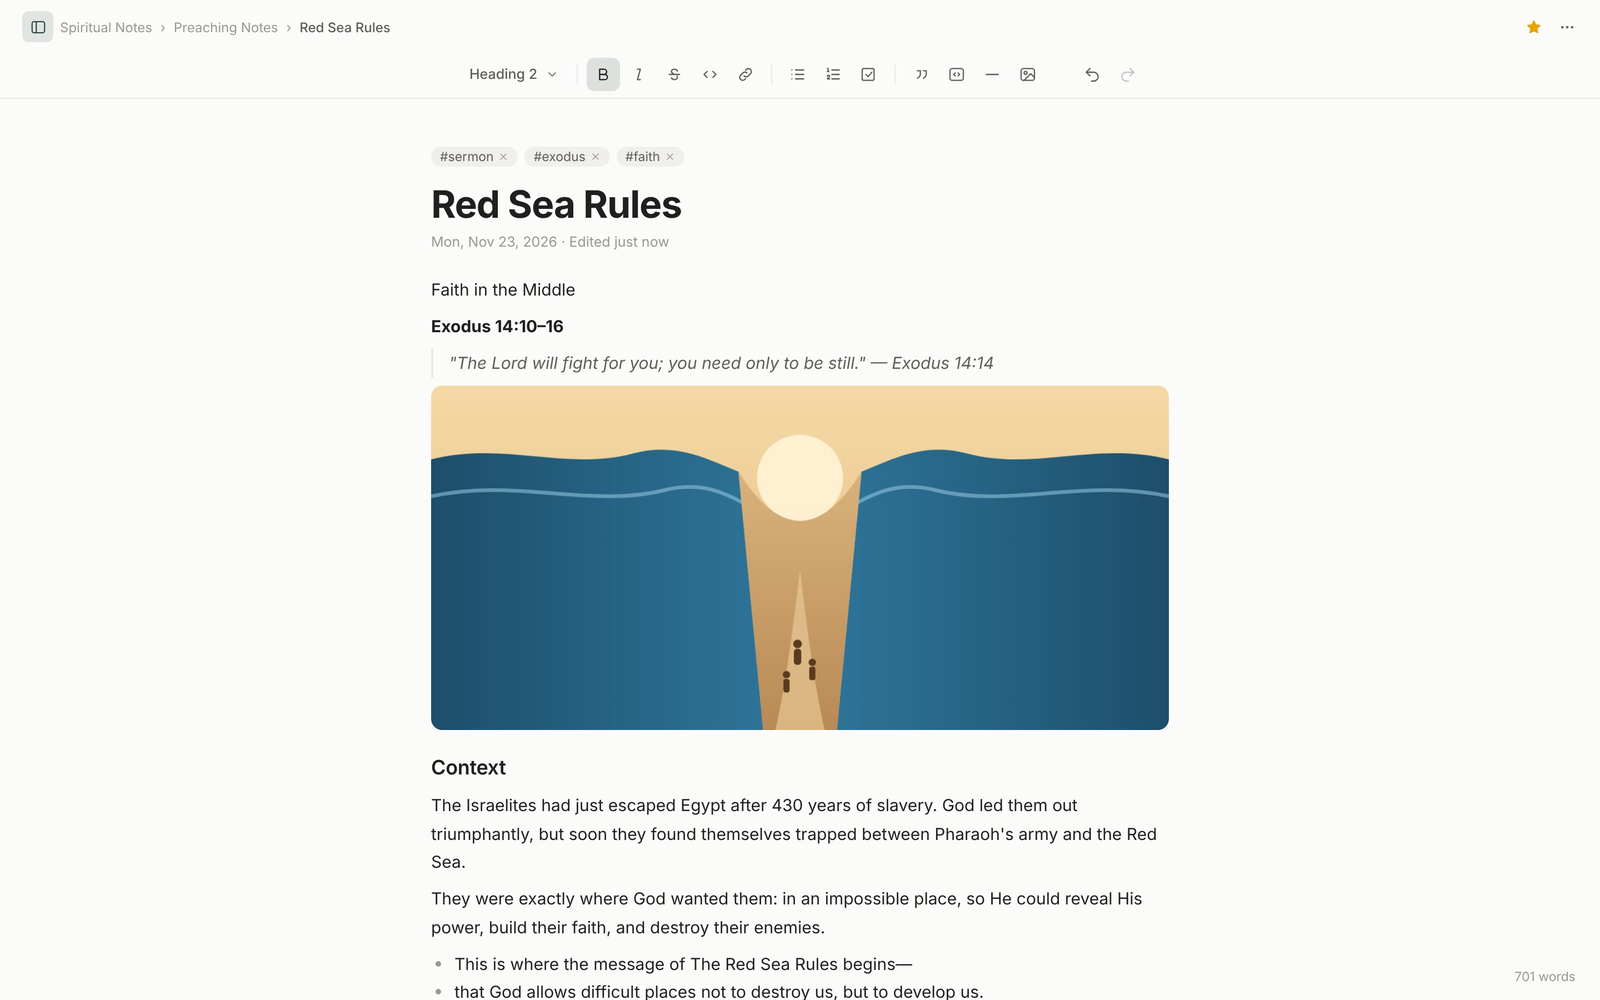 Spiritual Notes › Preaching Notes › Red Sea Rules
Heading 2
#sermon × #exodus × #faith ×
Red Sea Rules
Mon, Nov 23, 2026 · Edited just now
Faith in the Middle
Exodus 14:10–16
"The Lord will fight for you; you need only to be still." — Exodus 14:14
Context
The Israelites had just escaped Egypt after 430 years of slavery. God led them out
triumphantly, but soon they found themselves trapped between Pharaoh's army and the Red
Sea.
They were exactly where God wanted them: in an impossible place, so He could reveal His
power, build their faith, and destroy their enemies.
• This is where the message of The Red Sea Rules begins—
• that God allows difficult places not to destroy us, but to develop us.
701 words